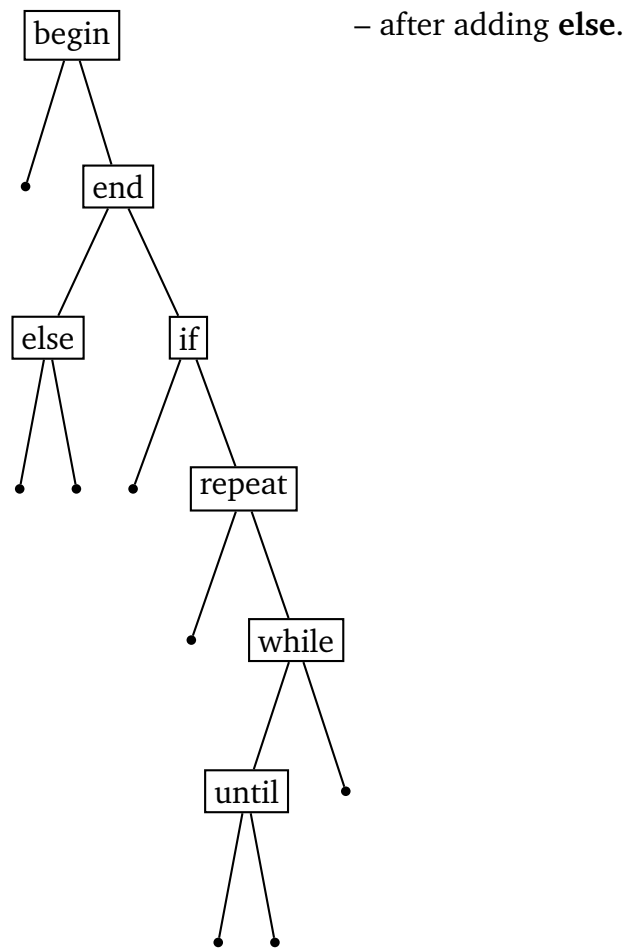 begin
– after adding else.
end
else
if
repeat
while
until